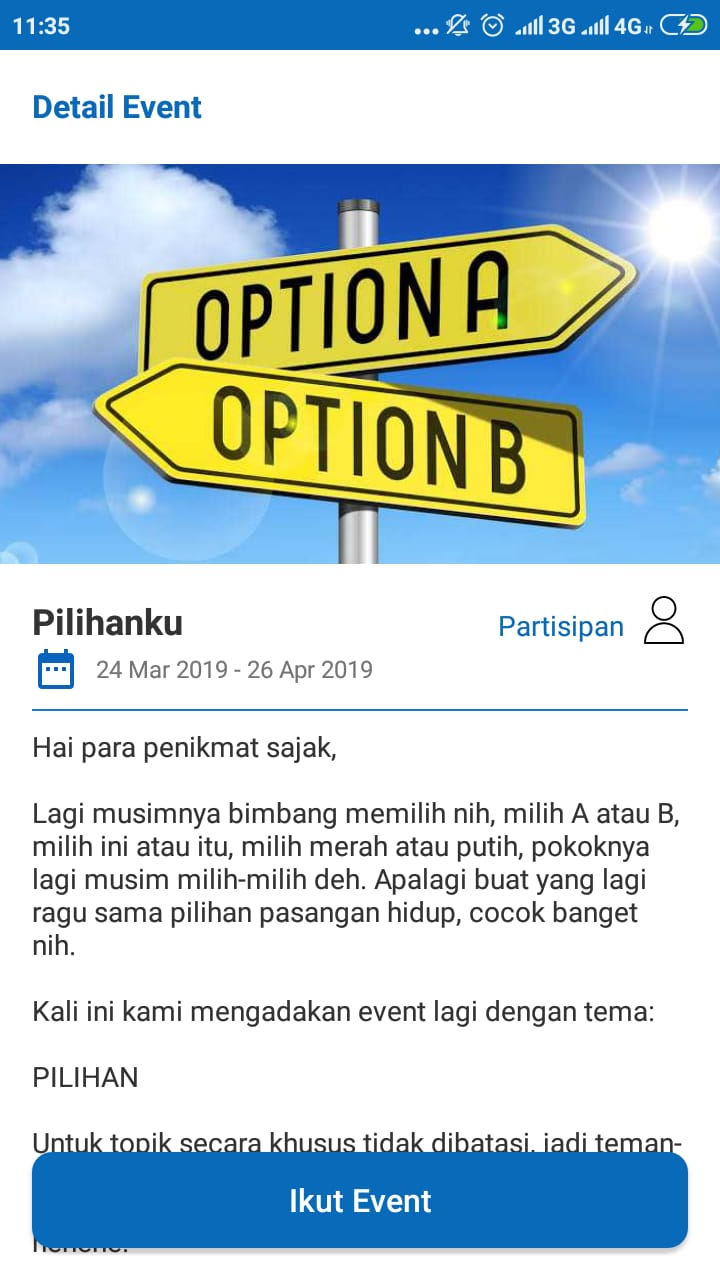 11:35
3G 4G
Detail Event
OPTION A
OPTION B
Pilihanku
Partisipan
24 Mar 2019 - 26 Apr 2019
Hai para penikmat sajak,
Lagi musimnya bimbang memilih nih, milih A atau B,
milih ini atau itu, milih merah atau putih, pokoknya
lagi musim milih-milih deh. Apalagi buat yang lagi
ragu sama pilihan pasangan hidup, cocok banget
nih.
Kali ini kami mengadakan event lagi dengan tema:
PILIHAN
Untuk topik secara khusus tidak dibatasi, jadi teman-
Ikut Event